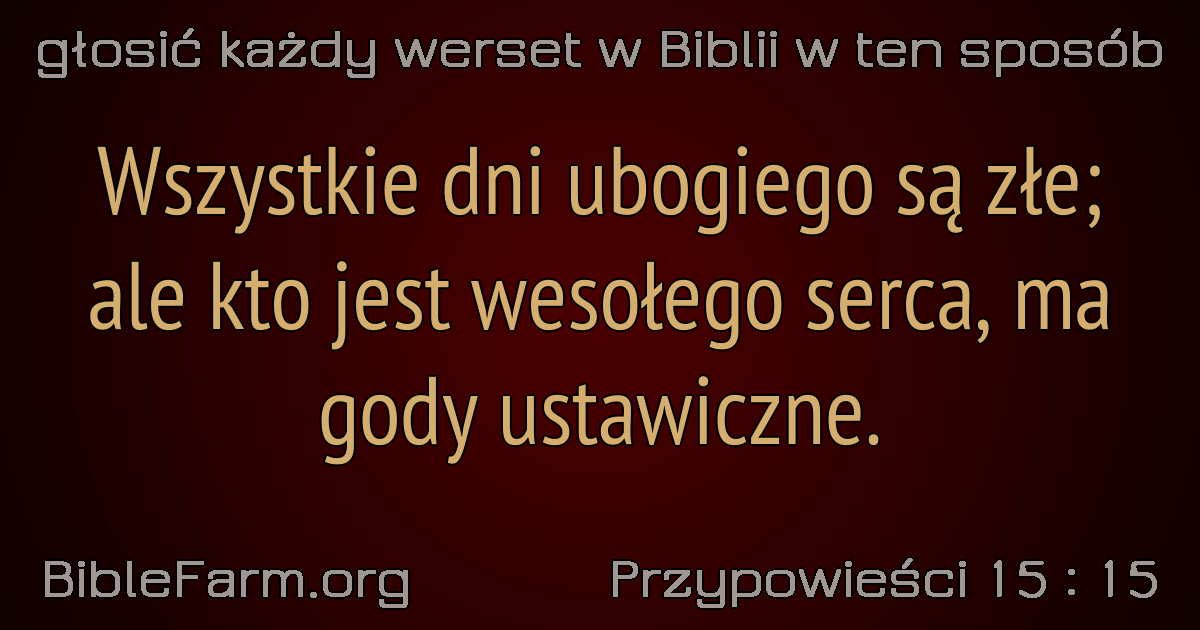 głosić każdy werset w Biblii w ten sposób
Wszystkie dni ubogiego są złe;
ale kto jest wesołego serca, ma
gody ustawiczne.
BibleFarm.org
Przypowieści 15 : 15